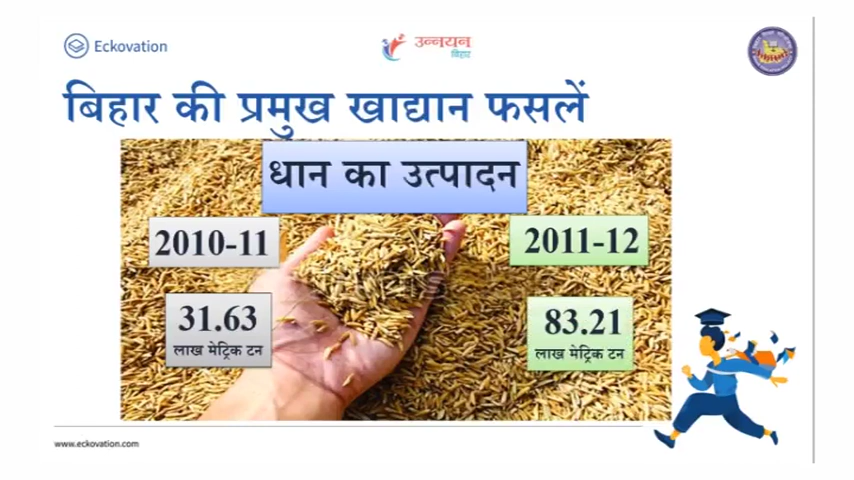 Eckovation
उन्नयन
बिहार
बिहार की प्रमुख खाद्यान फसलें
धान का उत्पादन
2010-11
2011-12
31.63
लाख मेट्रिक टन
83.21
लाख मेट्रिक टन
www.eckovation.com